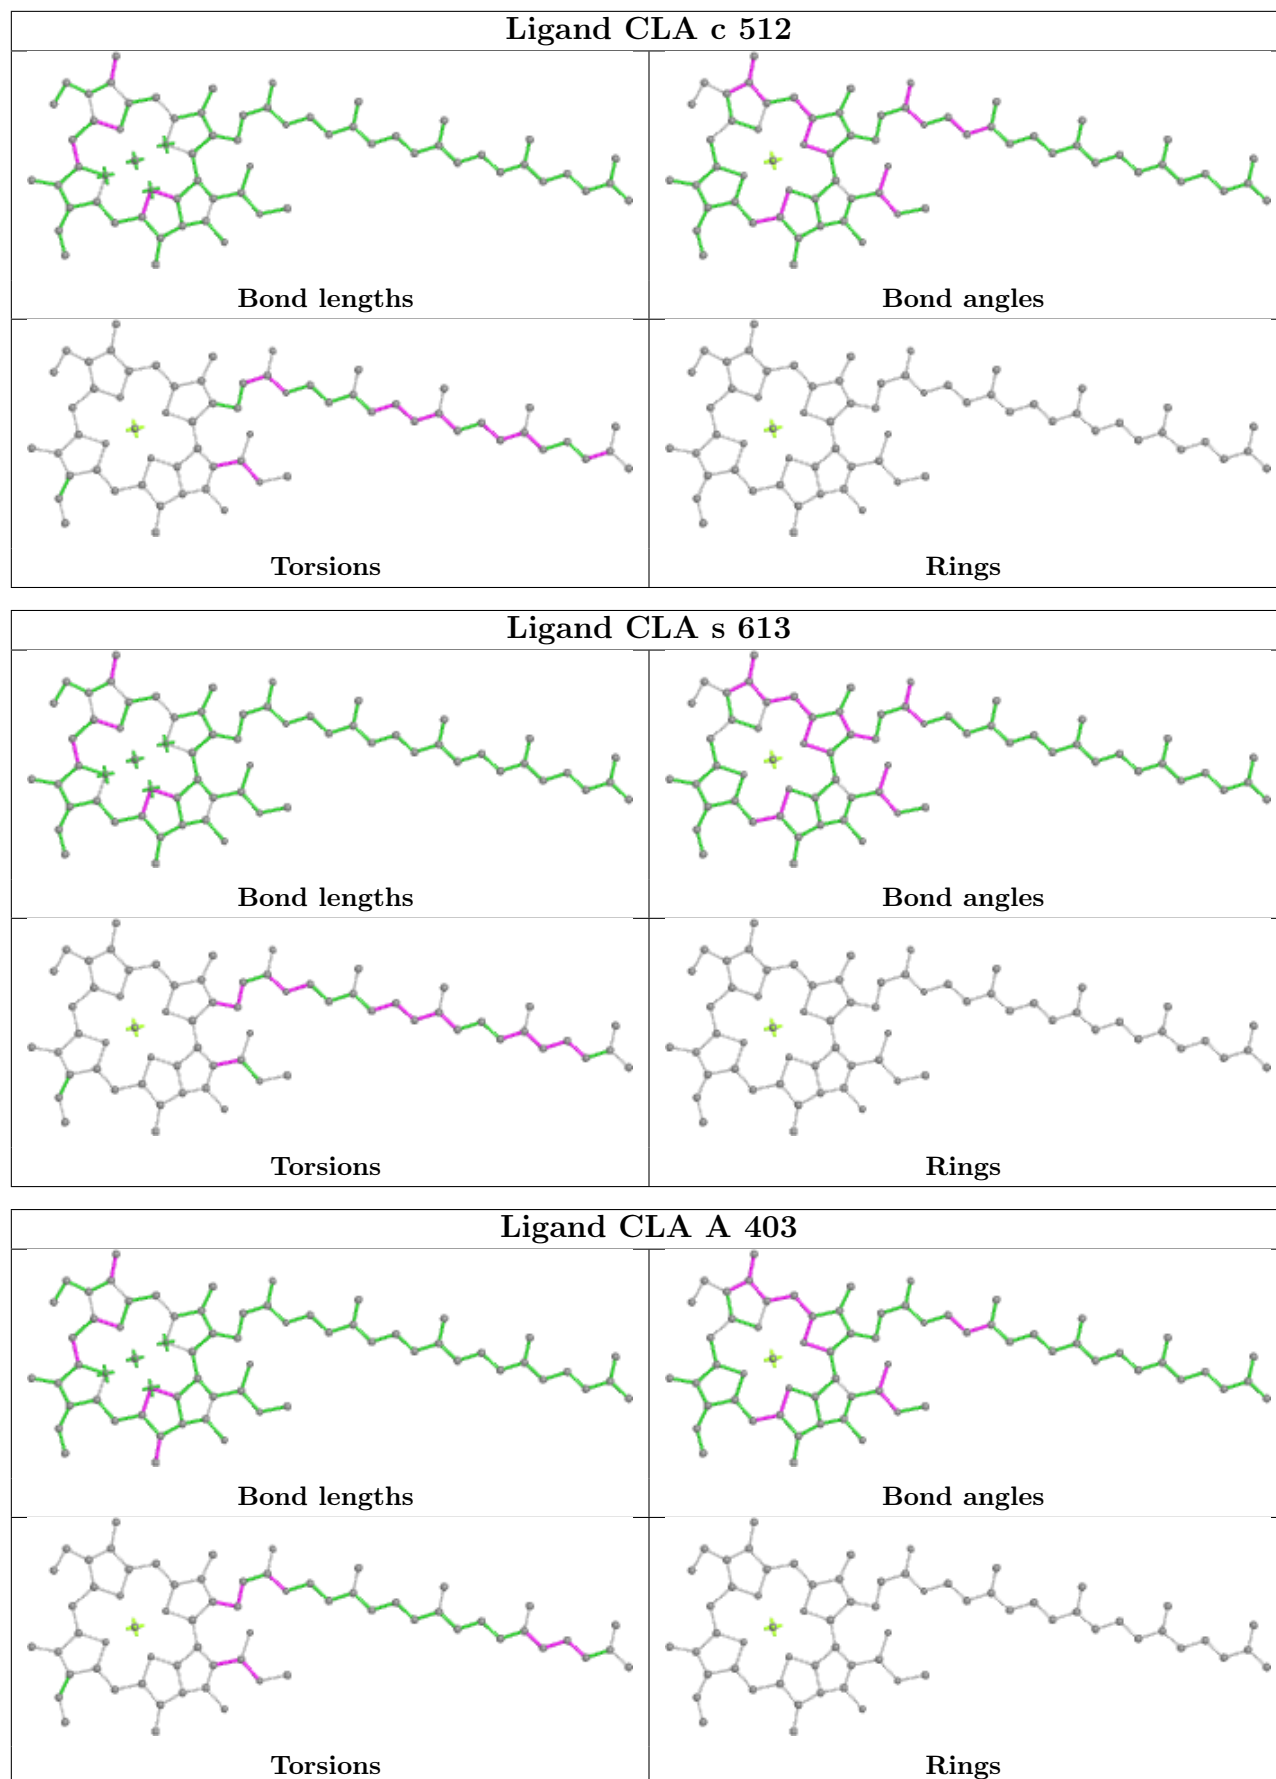 Ligand CLA c 512
Bond lengths
Bond angles
Torsions
Rings
Ligand CLA s 613
Bond lengths
Bond angles
Torsions
Rings
Ligand CLA A 403
Bond lengths
Bond angles
Torsions
Rings